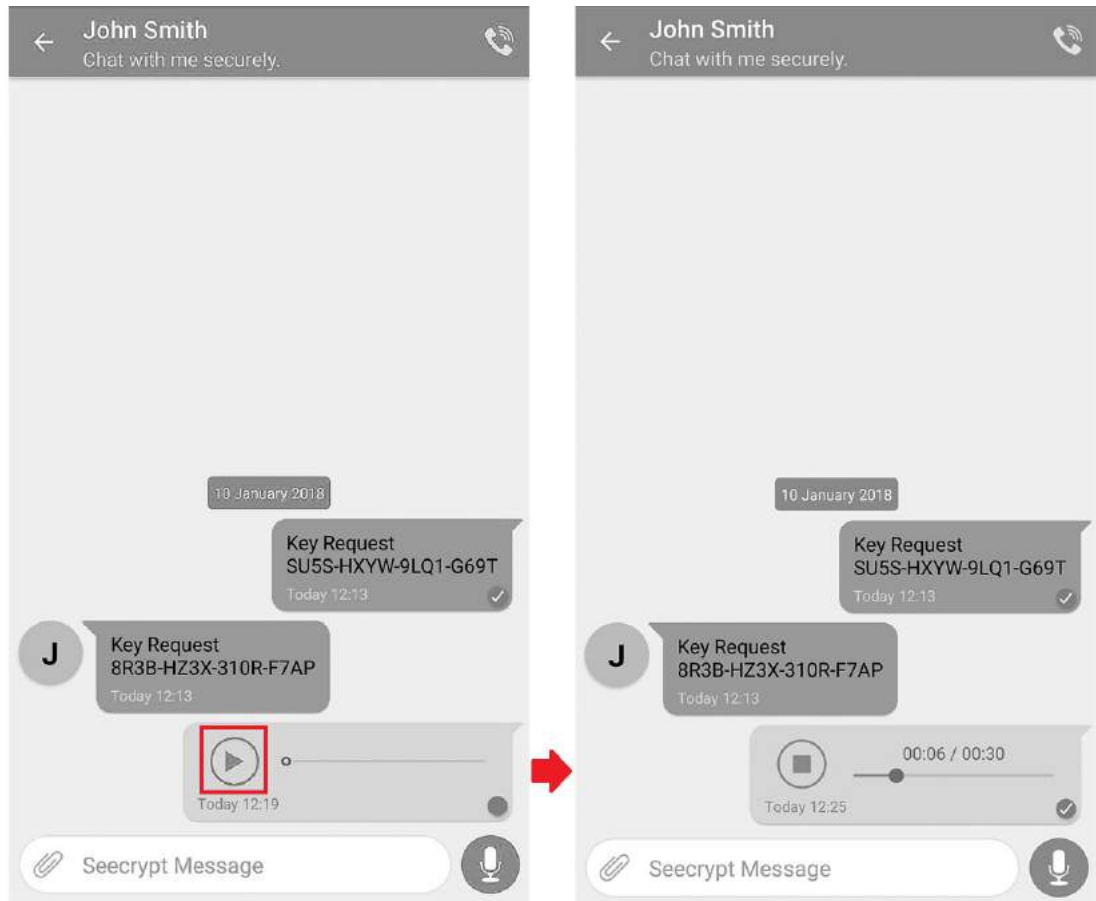 John Smith
Chat with me securely.
10 January 2018
Key Request
SU5S-HXYW-9LQ1-G69T
Today 12:13
J
Key Request
8R3B-HZ3X-310R-F7AP
Today 12:13
Today 12:19
Seecrypt Message
John Smith
Chat with me securely.
10 January 2018
Key Request
SU5S-HXYW-9LQ1-G69T
Today 12:13
J
Key Request
8R3B-HZ3X-310R-F7AP
Today 12:13
00:06 / 00:30
Today 12:25
Seecrypt Message